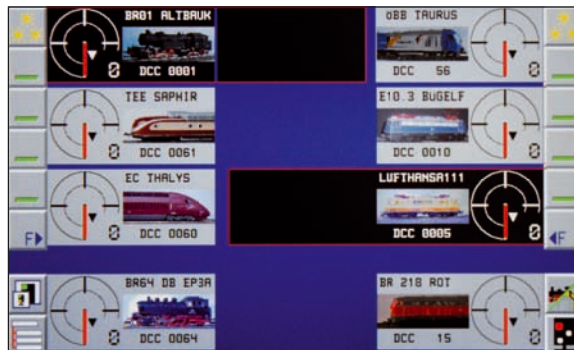 BR01 ALTBAUK
0 DCC 0001
öBB TAURUS
DCC 56 0
TEE SAPHIR
0 DCC 0061
E10.3 BüGELF
DCC 0010 0
EC THALYS
F 0 DCC 0060
LUFTHANSA111
DCC 0005 0 F
BR64 DB EP3A
0 DCC 0064
BR 218 ROT
DCC 15 0